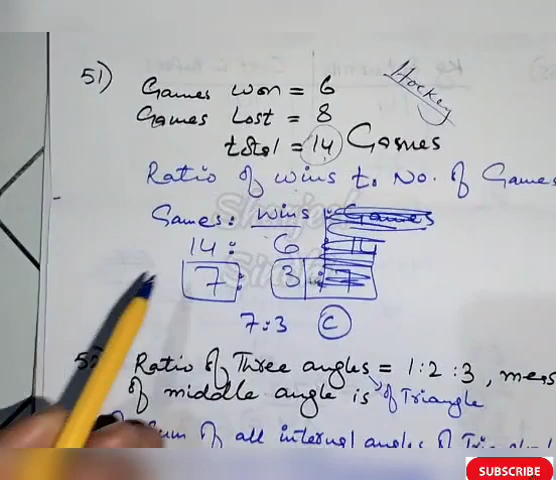 51) Games won = 6 Hockey
Games Lost = 8
total = 14 Games
Ratio of wins to No. of Games
Games : wins : Games
14 : 6 : 14
7 : 3 : 7
7 : 3 C
52) Ratio of Three angles = 1 : 2 : 3 , meas
of middle angle is of Triangle
Sum of all internal angles of
SUBSCRIBE